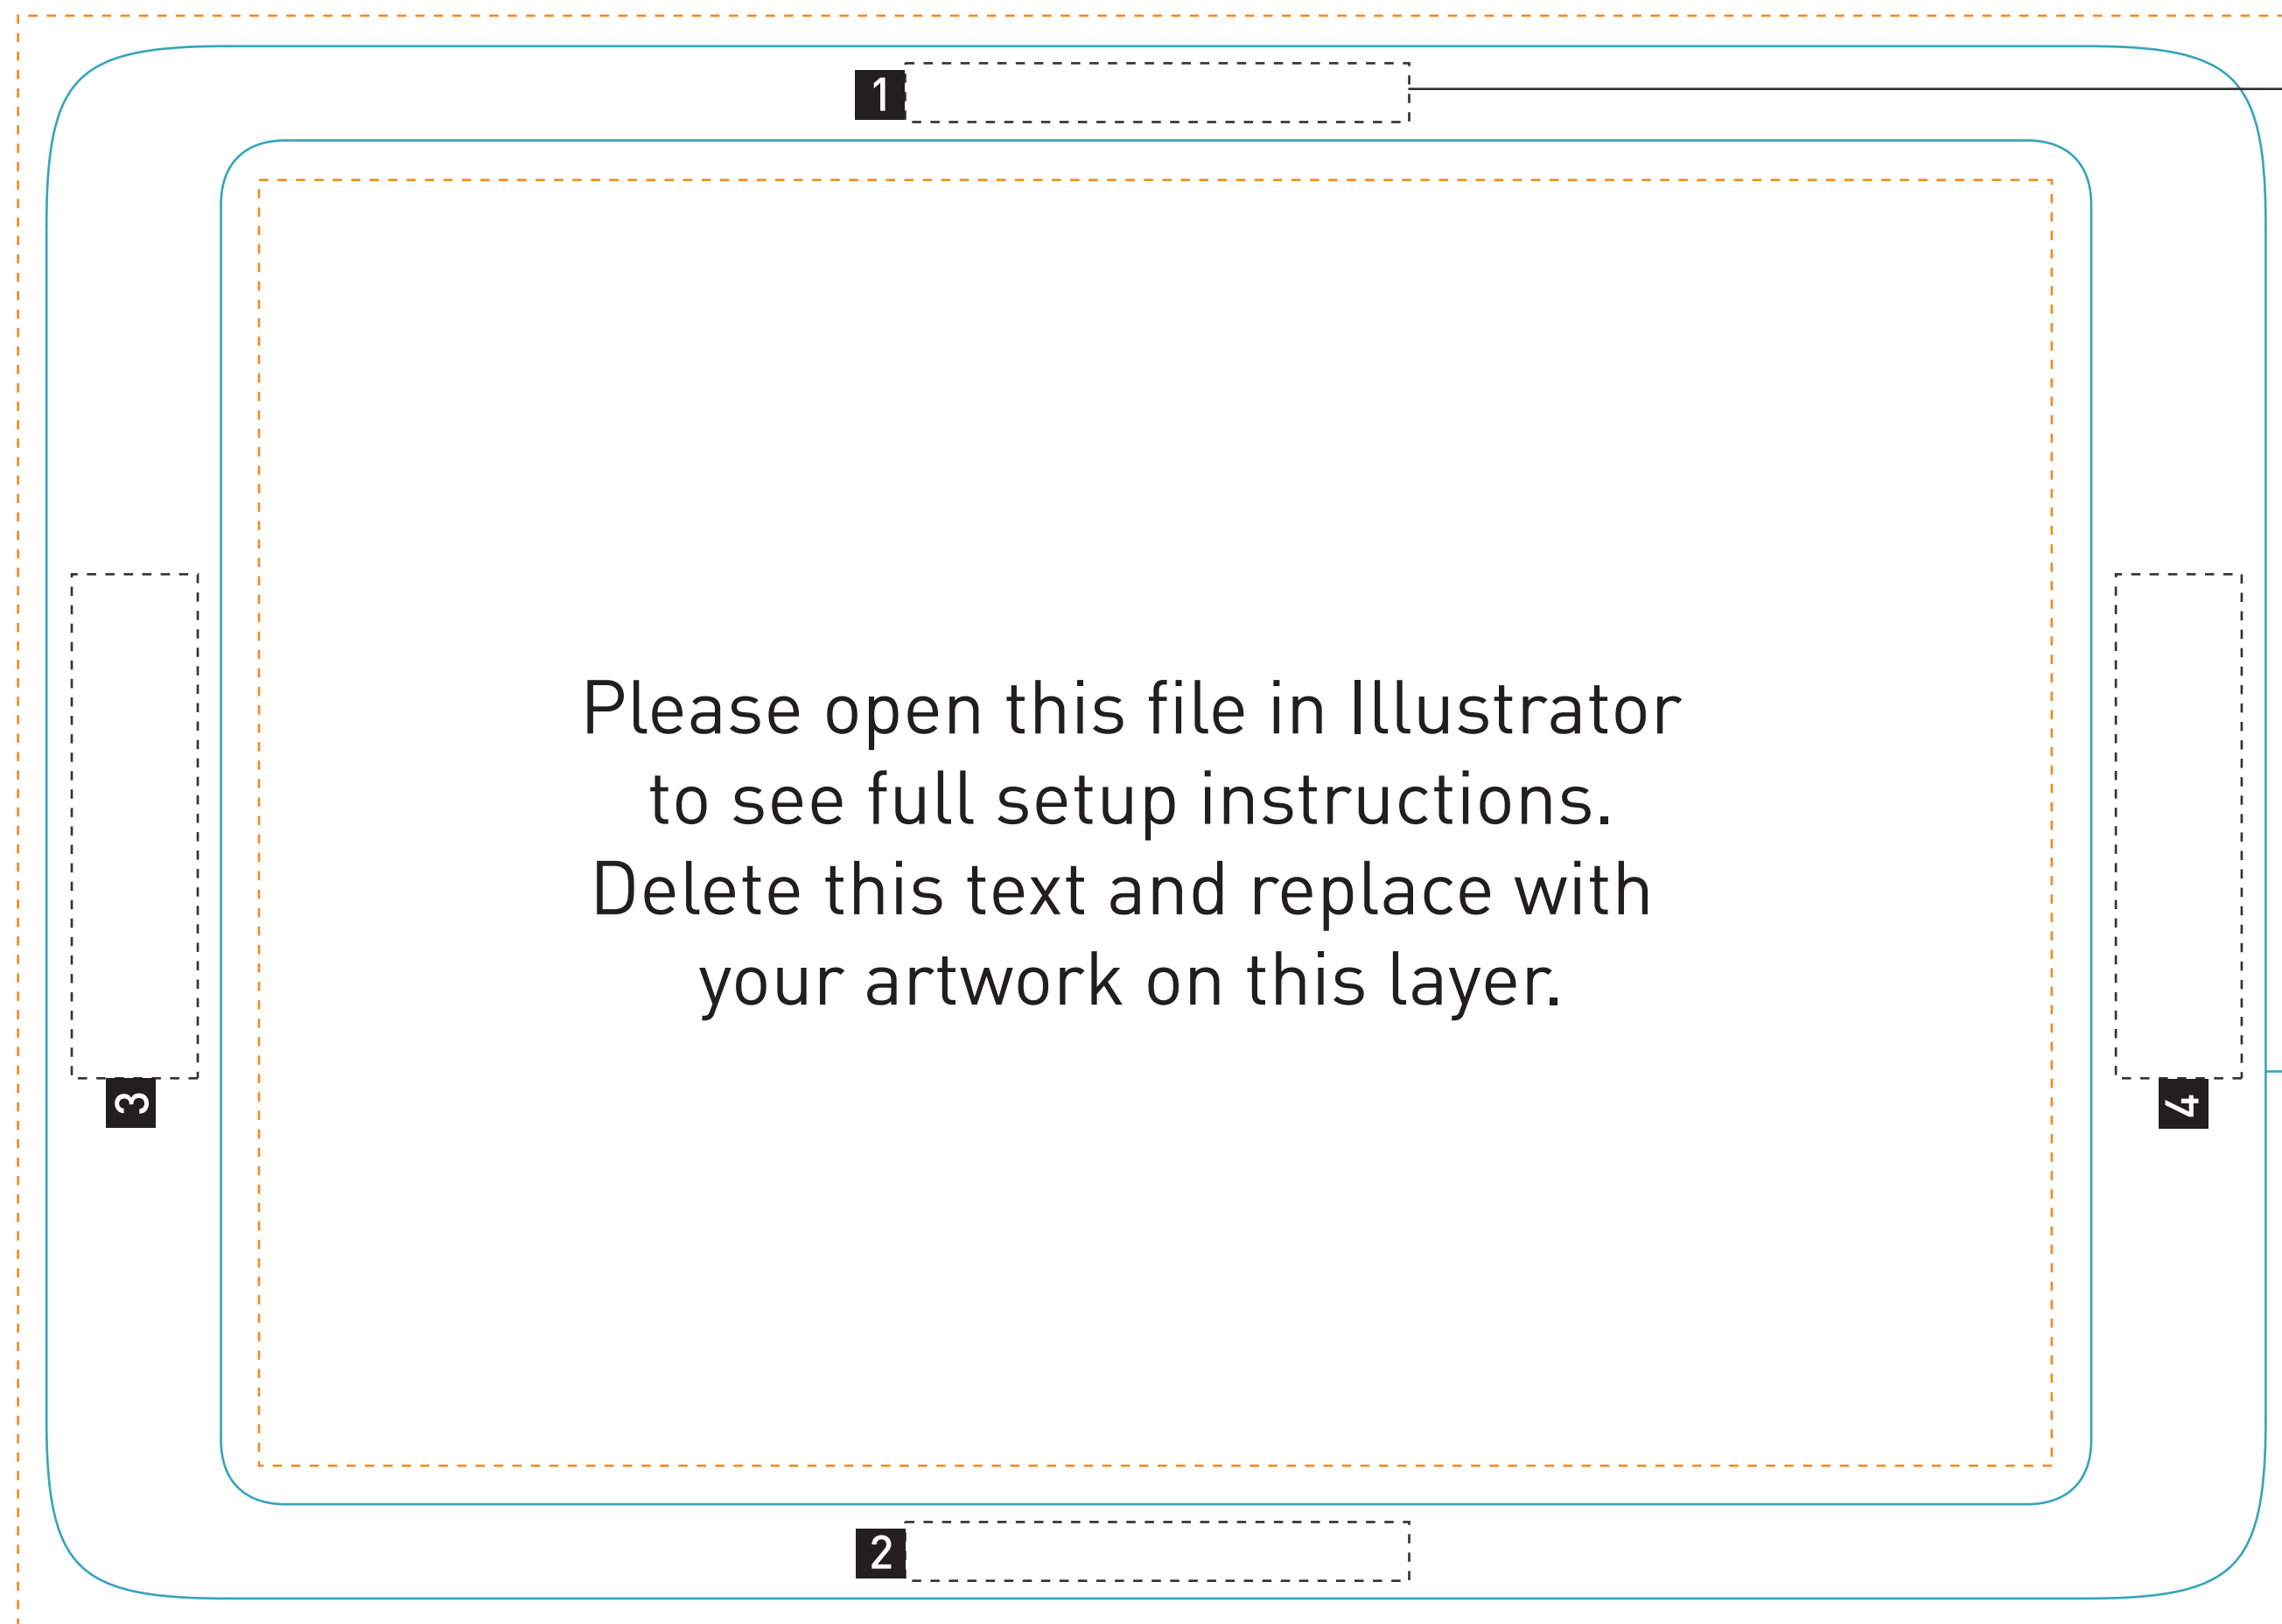 1
Please open this file in Illustrator
to see full setup instructions.
Delete this text and replace with
your artwork on this layer.
3
4
2